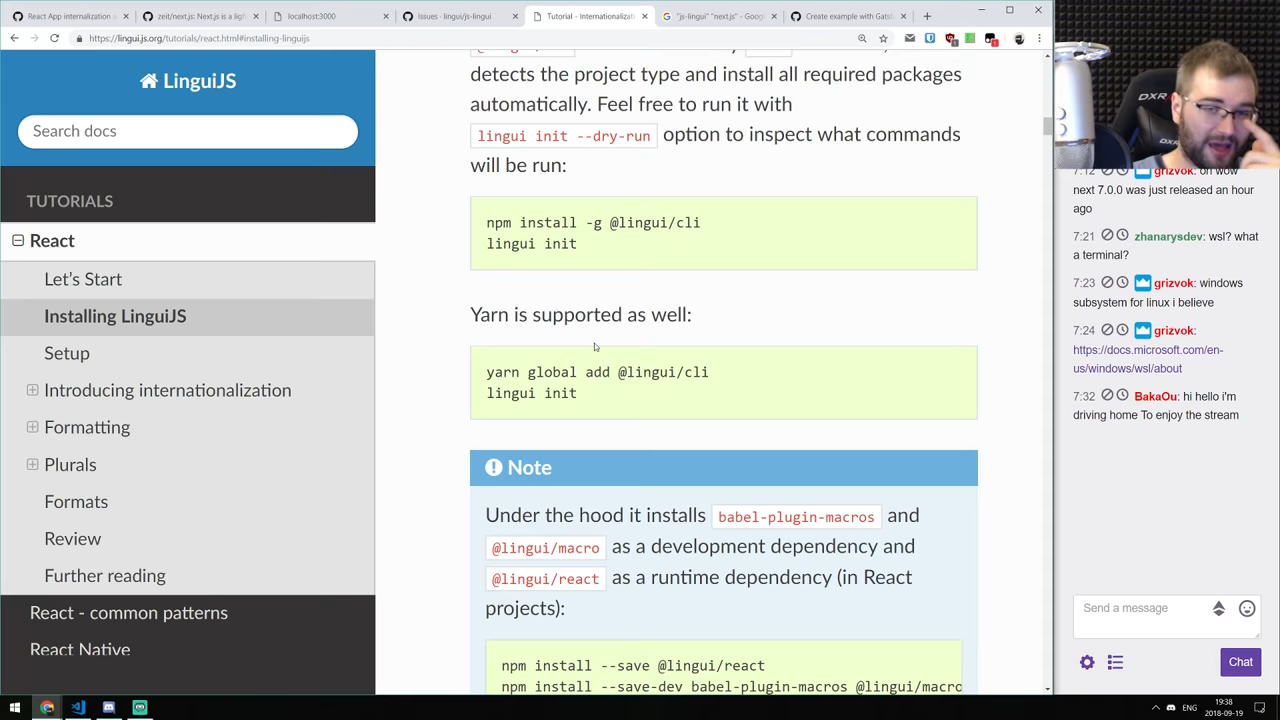 React App internationalization s
zeit/next.js: Next.js is a ligh
localhost:3000
Issues · lingui/js-lingui
Tutorial - Internationaliza
"js-lingui" "next.js" - Goog
Create example with Gats
https://lingui.js.org/tutorials/react.html#installing-linguijs
LinguiJS
Search docs
TUTORIALS
React
Let's Start
Installing LinguiJS
Setup
Introducing internationalization
Formatting
Plurals
Formats
Review
Further reading
React - common patterns
React Native
detects the project type and install all required packages
automatically. Feel free to run it with
lingui init --dry-run option to inspect what commands
will be run:
npm install -g @lingui/cli
lingui init
Yarn is supported as well:
yarn global add @lingui/cli
lingui init
Note
Under the hood it installs babel-plugin-macros and
@lingui/macro as a development dependency and
@lingui/react as a runtime dependency (in React
projects):
npm install --save @lingui/react
npm install --save-dev babel-plugin-macros @lingui/macro
DXR
DXR
7:12 grizvok: oh wow
next 7.0.0 was just released an hour
ago
7:21 zhanarysdev: wsl? what
a terminal?
7:23 grizvok: windows
subsystem for linux i believe
7:24 grizvok:
https://docs.microsoft.com/en-
us/windows/wsl/about
7:32 BakaOu: hi hello i'm
driving home To enjoy the stream
Send a message
Chat
ENG
19:38
2018-09-19